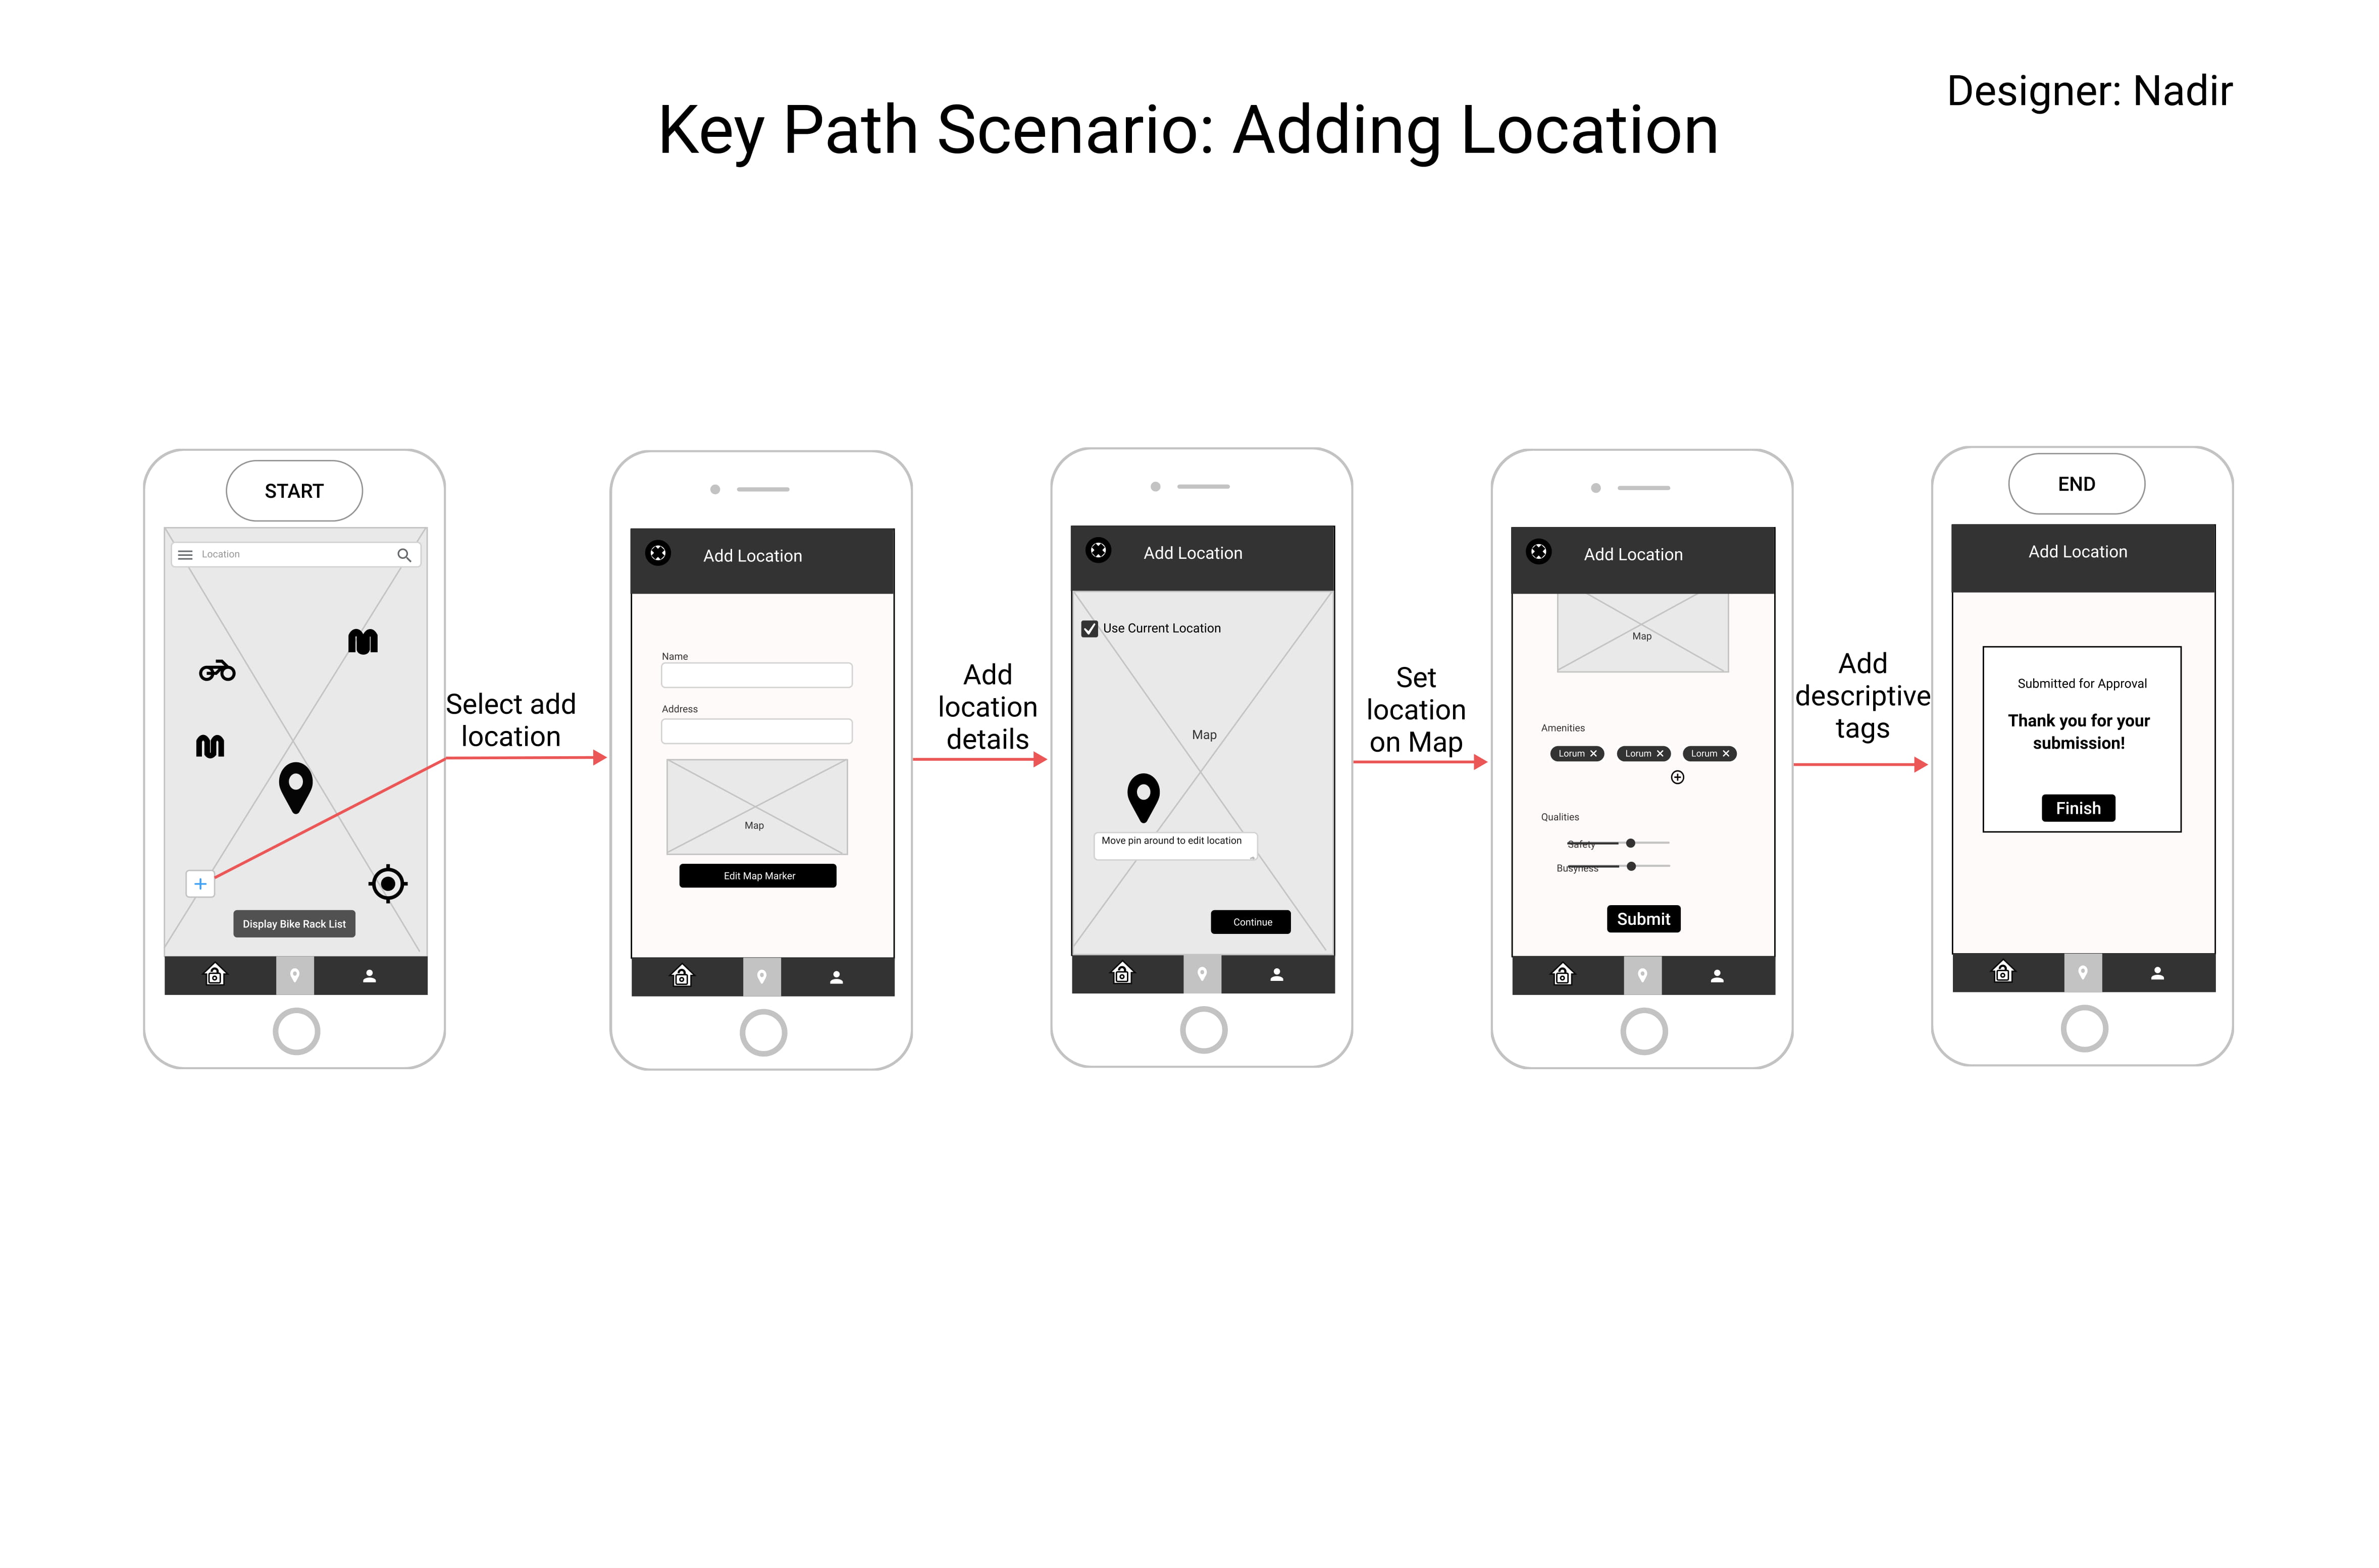 Designer: Nadir
Key Path Scenario: Adding Location
START
Location
Display Bike Rack List
Select add
location
Add Location
Name
Address
Map
Edit Map Marker
Add
location
details
Add Location
Use Current Location
Map
Move pin around to edit location
Continue
Set
location
on Map
Add Location
Map
Amenities
Lorum
Lorum
Lorum
Qualities
Safety
Busyness
Submit
Add
descriptive
tags
END
Add Location
Submitted for Approval
Thank you for your
submission!
Finish